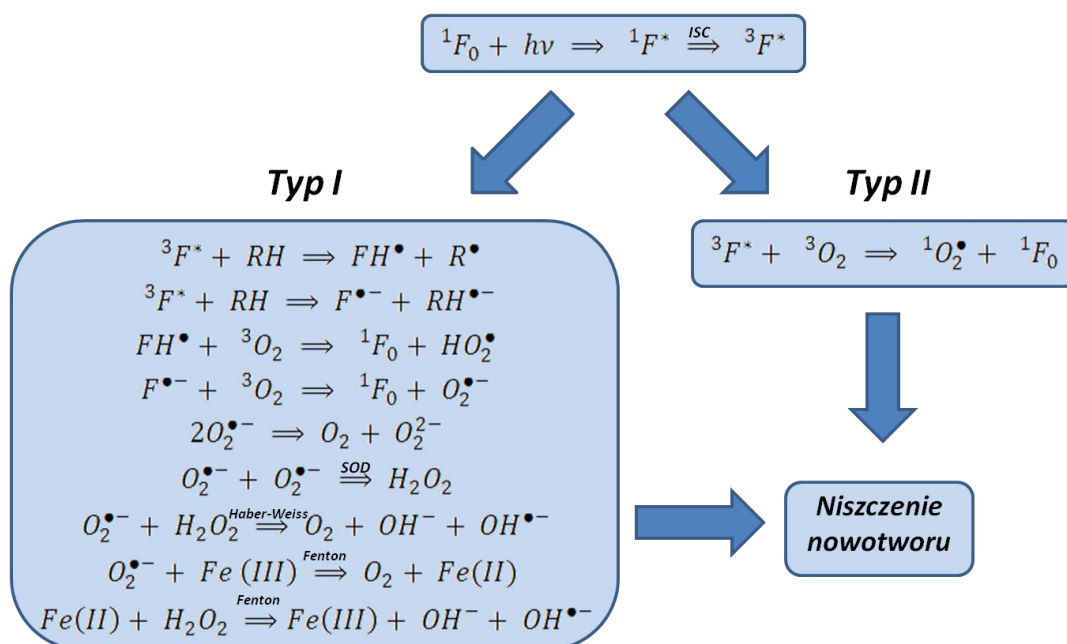 ¹F₀ + hν ⟹ ¹F* ISC⟹ ³F*
Typ I
Typ II
³F* + RH ⟹ FH• + R•
³F* + RH ⟹ F•⁻ + RH•⁻
FH• + ³O₂ ⟹ ¹F₀ + HO₂•
F•⁻ + ³O₂ ⟹ ¹F₀ + O₂•⁻
2O₂•⁻ ⟹ O₂ + O₂²⁻
O₂•⁻ + O₂•⁻ SOD⟹ H₂O₂
O₂•⁻ + H₂O₂ Haber-Weiss⟹ O₂ + OH⁻ + OH•⁻
O₂•⁻ + Fe (III) Fenton⟹ O₂ + Fe(II)
Fe(II) + H₂O₂ Fenton⟹ Fe(III) + OH⁻ + OH•⁻
³F* + ³O₂ ⟹ ¹O₂• + ¹F₀
Niszczenie
nowotworu